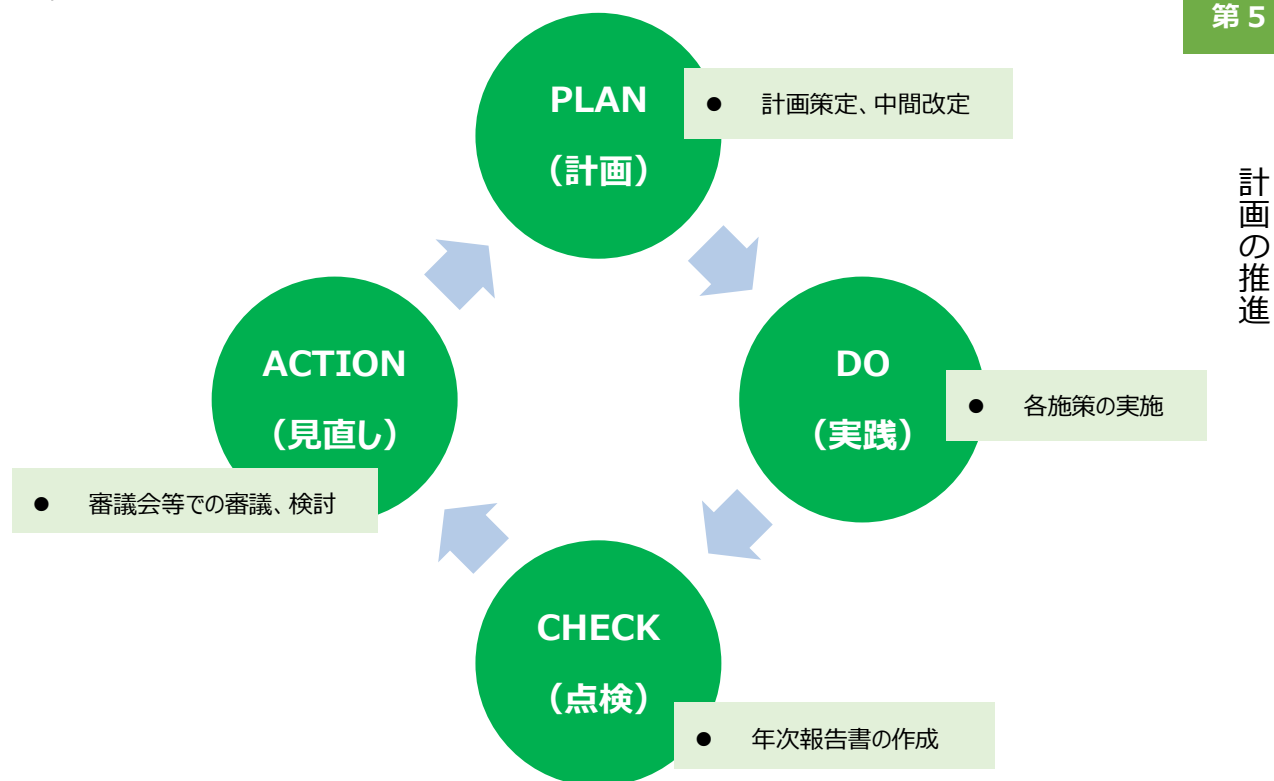 第５
計画の推進
PLAN
（計画）
● 計画策定、中間改定
DO
（実践）
● 各施策の実施
CHECK
（点検）
● 年次報告書の作成
ACTION
（見直し）
● 審議会等での審議、検討